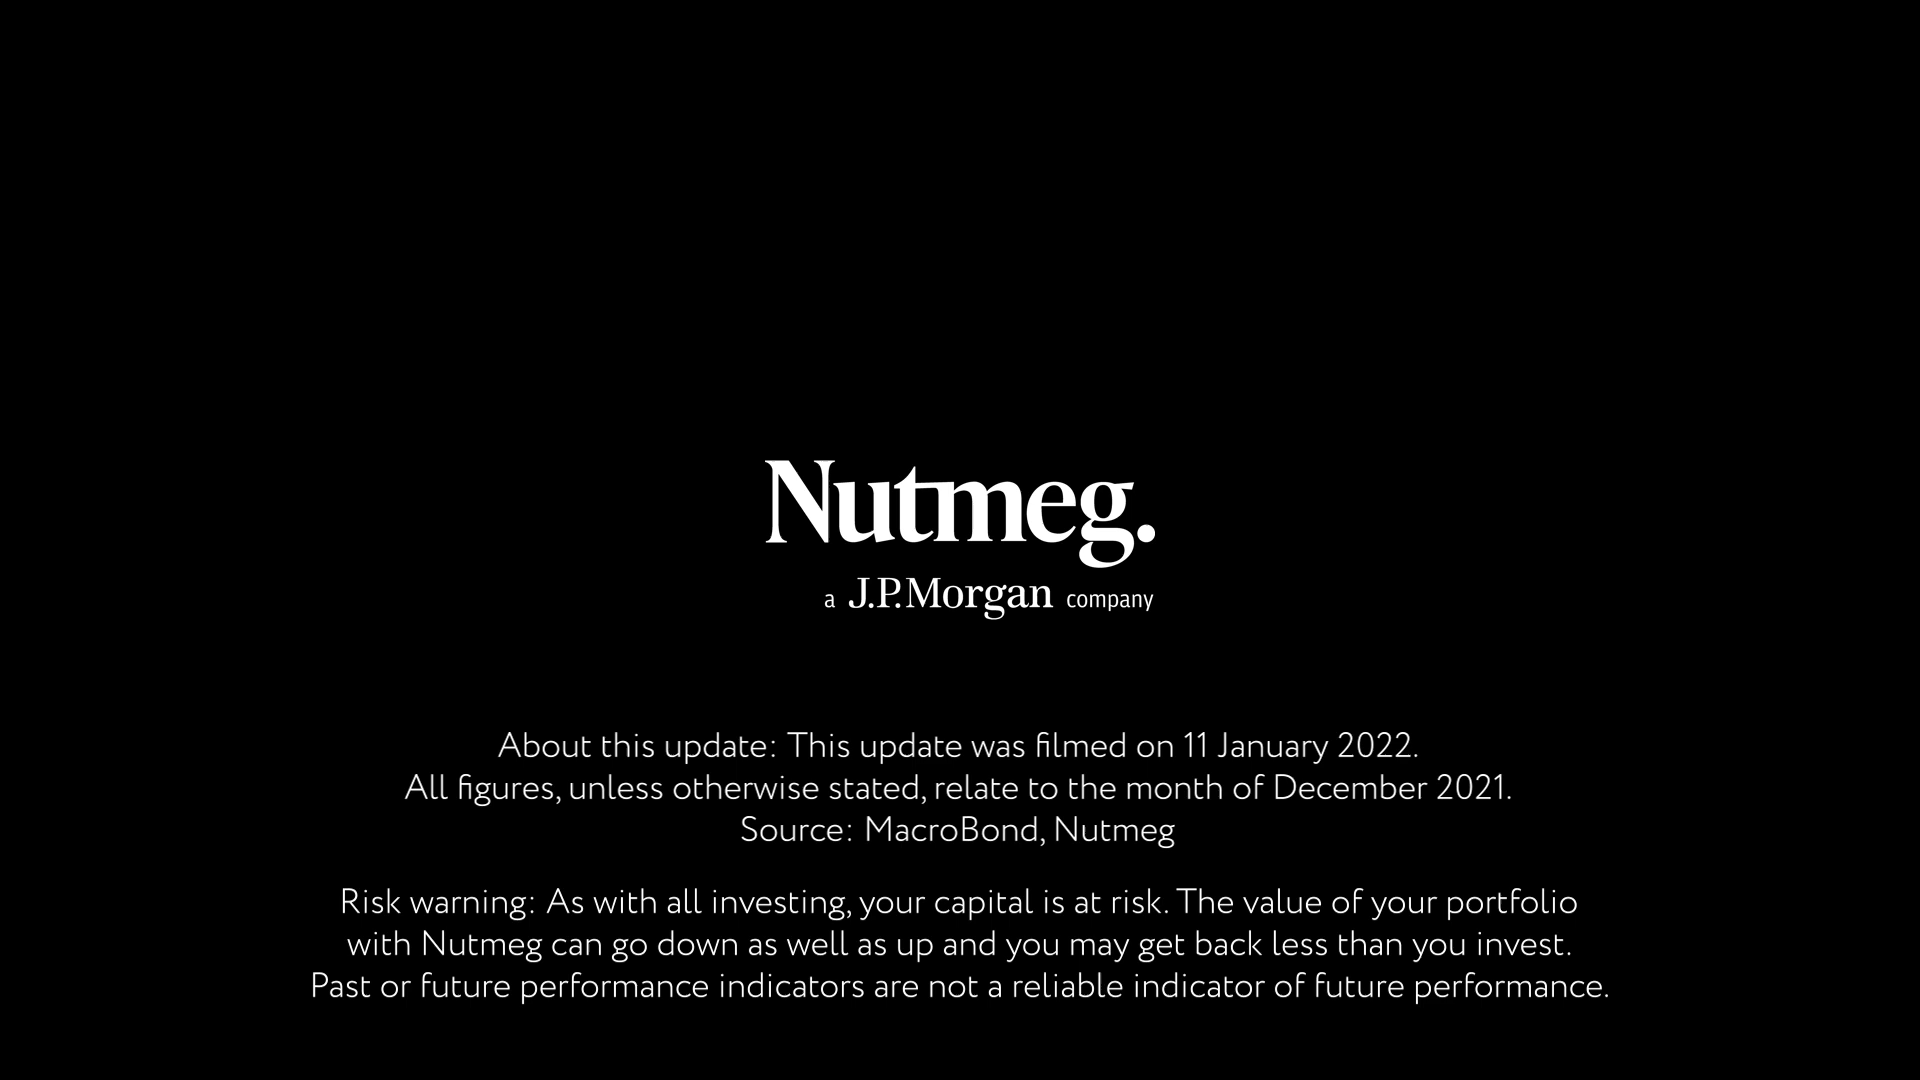 Nutmeg.
a J.P.Morgan company
About this update: This update was filmed on 11 January 2022.
All figures, unless otherwise stated, relate to the month of December 2021.
Source: MacroBond, Nutmeg
Risk warning: As with all investing, your capital is at risk. The value of your portfolio
with Nutmeg can go down as well as up and you may get back less than you invest.
Past or future performance indicators are not a reliable indicator of future performance.